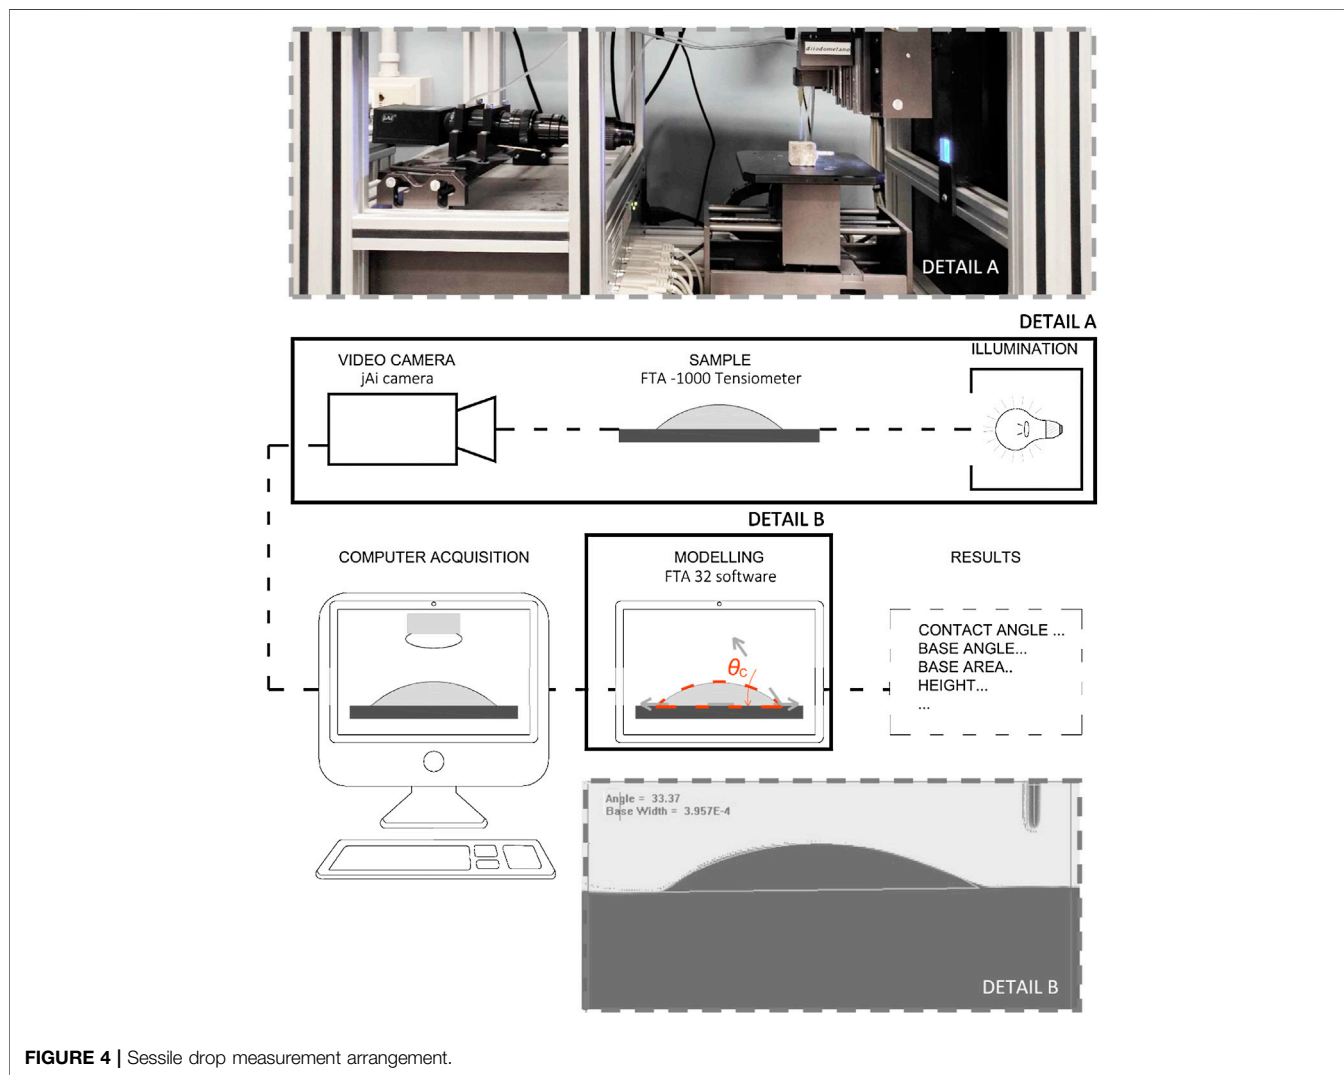 diiodometano
JAI
DETAIL A
DETAIL A
VIDEO CAMERA
jAi camera
SAMPLE
FTA -1000 Tensiometer
ILLUMINATION
DETAIL B
COMPUTER ACQUISITION
MODELLING
FTA 32 software
RESULTS
θc
CONTACT ANGLE ...
BASE ANGLE...
BASE AREA..
HEIGHT...
...
Angle = 33.37
Base Width = 3.957E-4
DETAIL B
FIGURE 4 | Sessile drop measurement arrangement.